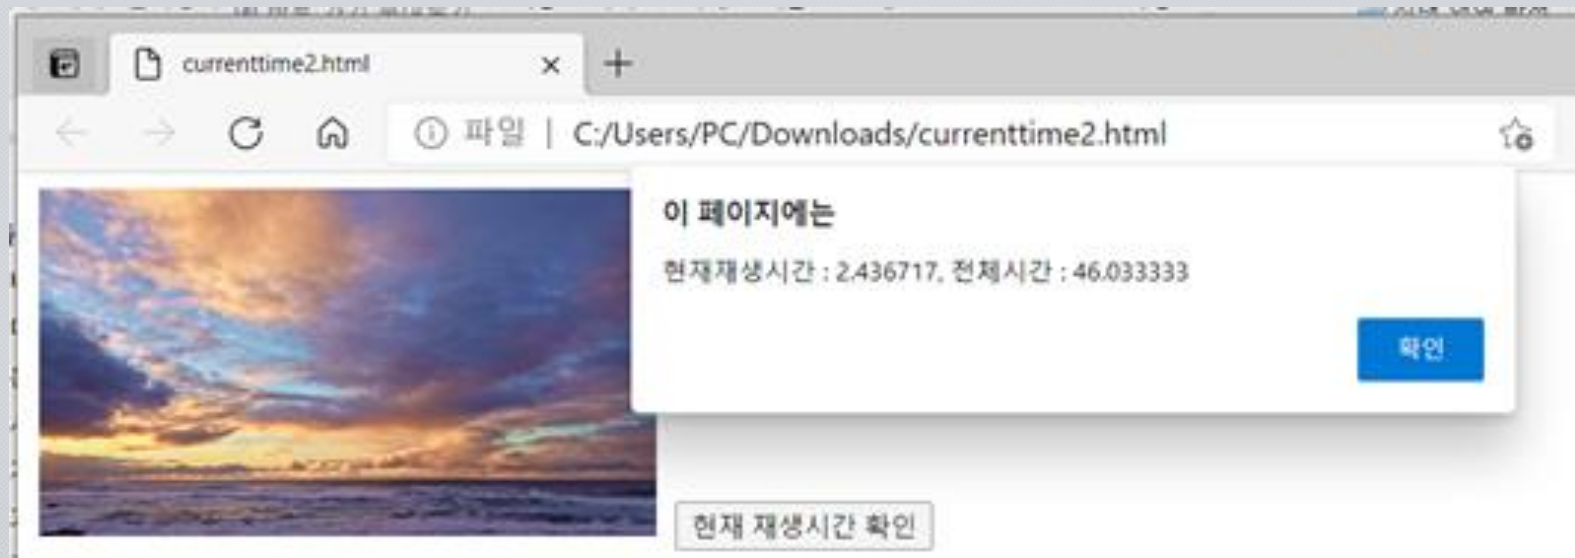 currenttime2.html
파일 | C:/Users/PC/Downloads/currenttime2.html
이 페이지에는
현재재생시간 : 2.436717, 전체시간 : 46.033333
확인
현재 재생시간 확인